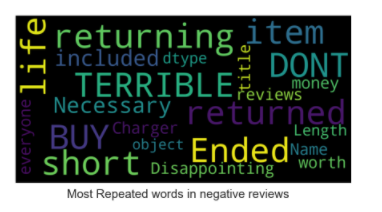 life
returning
item
included
dtype
title
DONT
TERRIBLE
money
reviews
Necessary
returned
everyone
BUY
Charger
Length
object
Ended
Name
short
Disappointing
worth
Most Repeated words in negative reviews